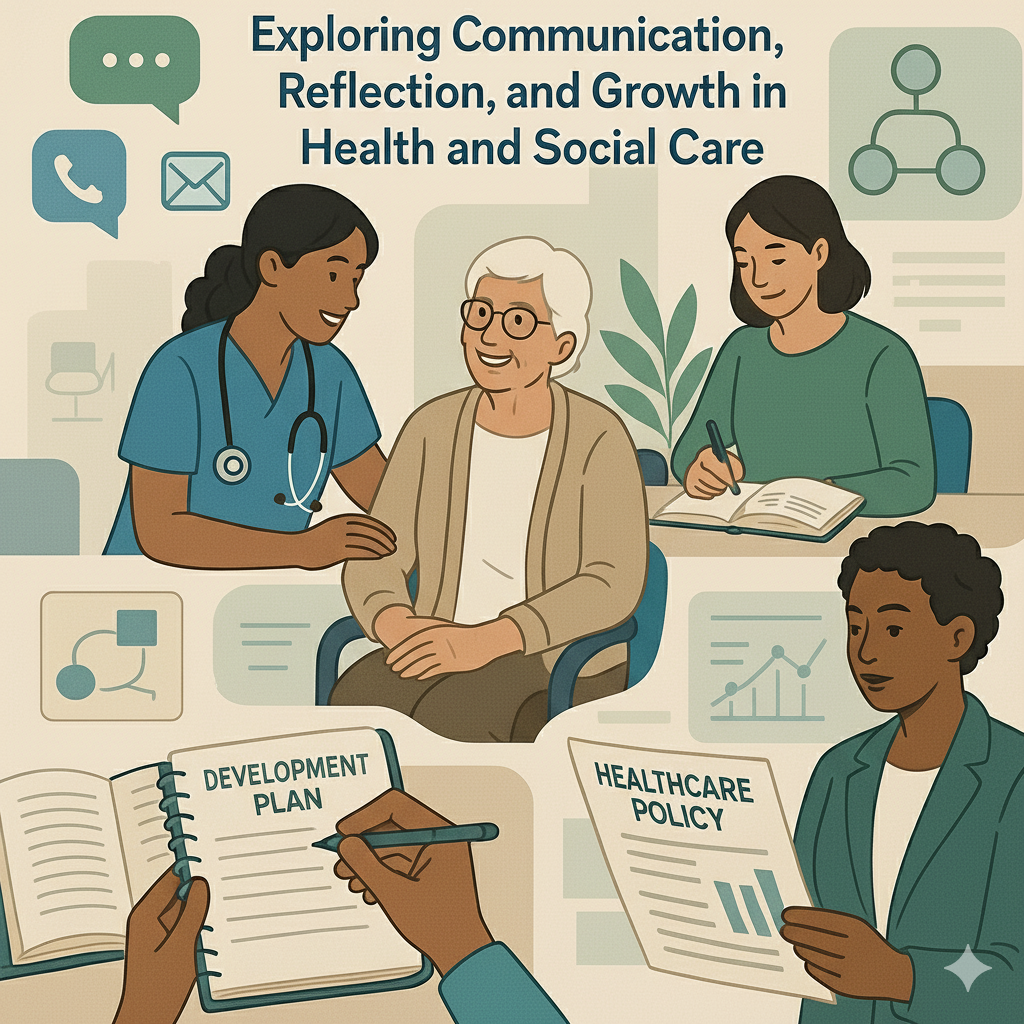 Exploring Communication,
Reflection, and Growth in
Health and Social Care
DEVELOPMENT
PLAN
HEALTHCARE
POLICY